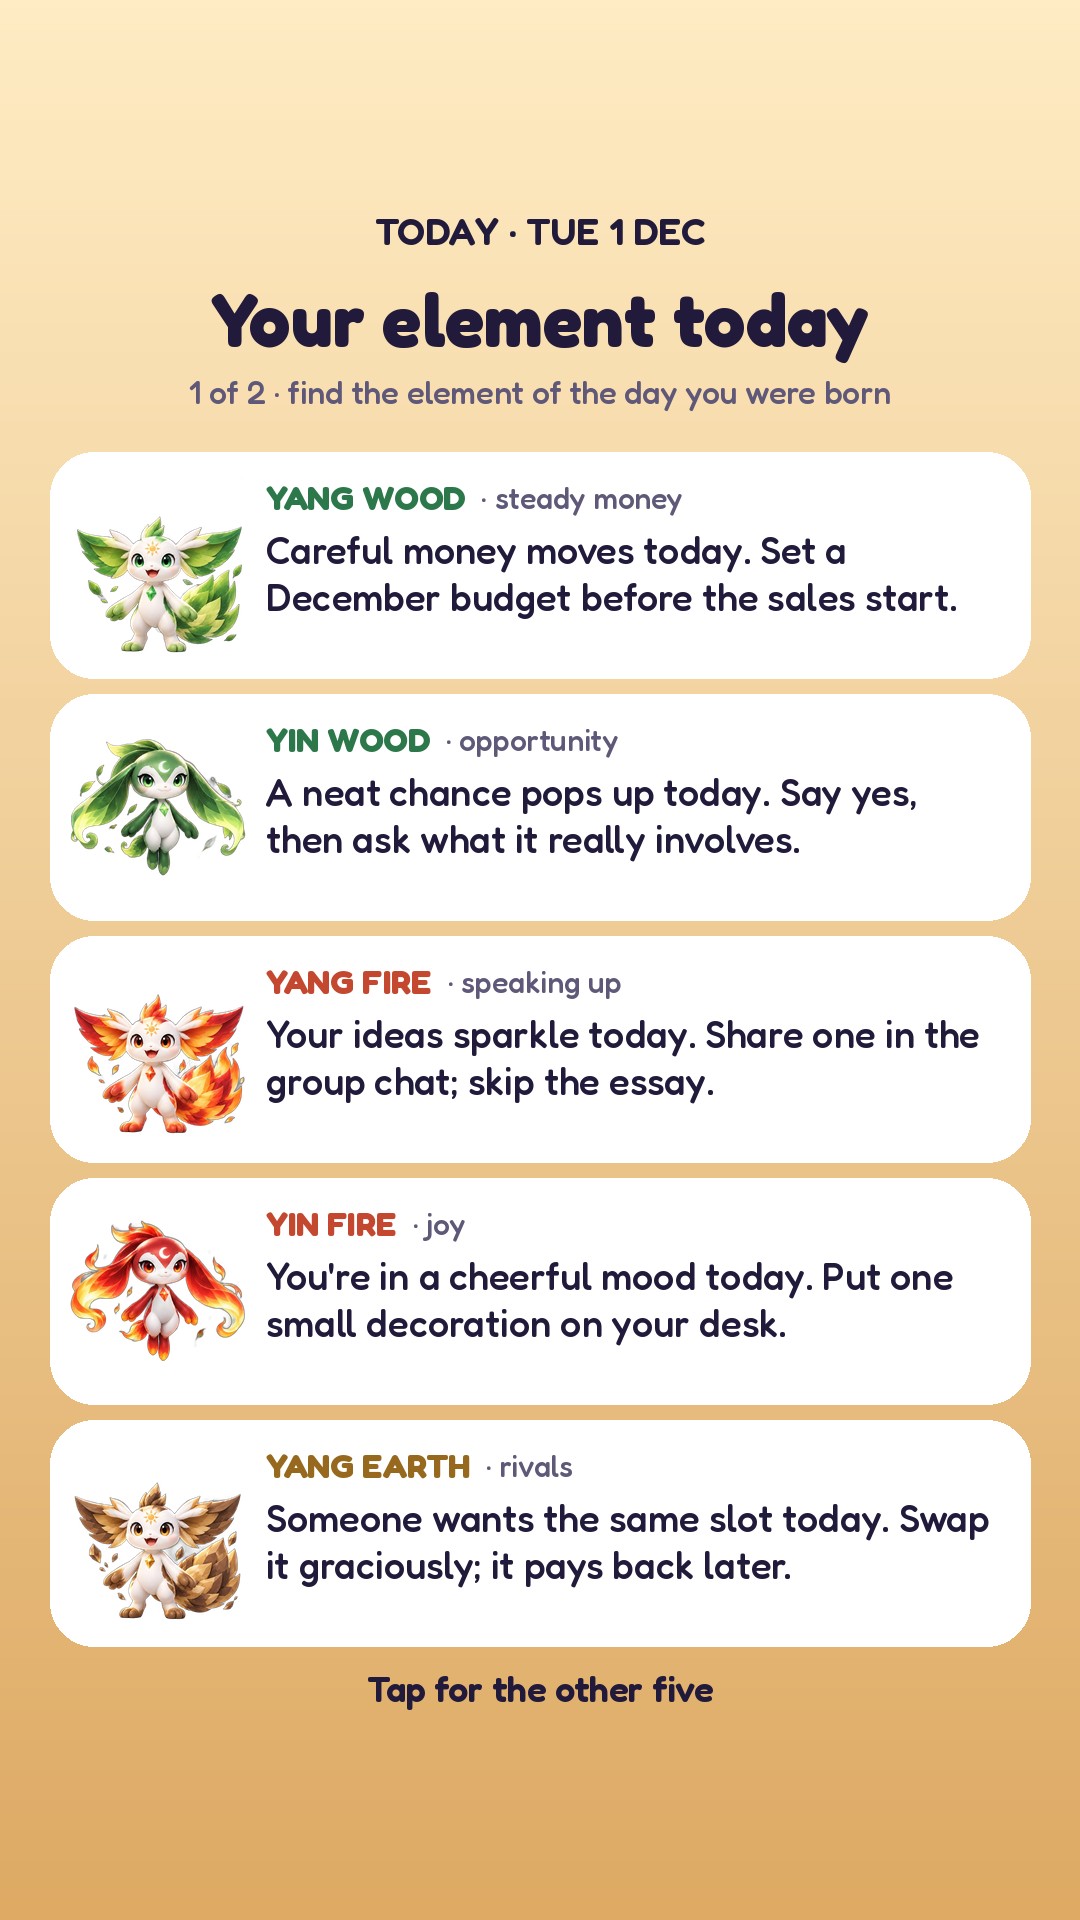 TODAY · TUE 1 DEC
Your element today
1 of 2 · find the element of the day you were born
YANG WOOD · steady money
Careful money moves today. Set a
December budget before the sales start.
YIN WOOD · opportunity
A neat chance pops up today. Say yes,
then ask what it really involves.
YANG FIRE · speaking up
Your ideas sparkle today. Share one in the
group chat; skip the essay.
YIN FIRE · joy
You're in a cheerful mood today. Put one
small decoration on your desk.
YANG EARTH · rivals
Someone wants the same slot today. Swap
it graciously; it pays back later.
Tap for the other five